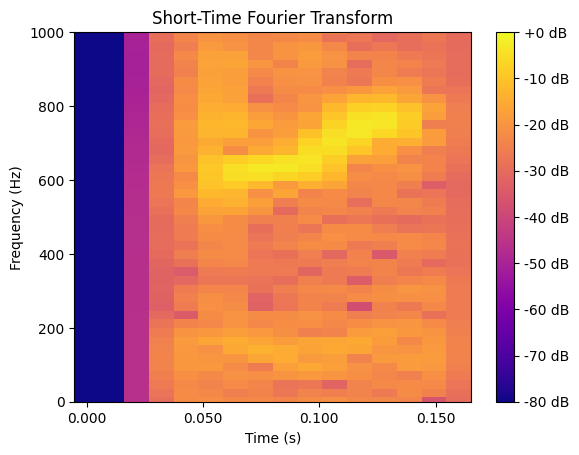 Short-Time Fourier Transform
1000
800
600
400
200
0
Frequency (Hz)
0.000
0.050
0.100
0.150
Time (s)
+0 dB
-10 dB
-20 dB
-30 dB
-40 dB
-50 dB
-60 dB
-70 dB
-80 dB